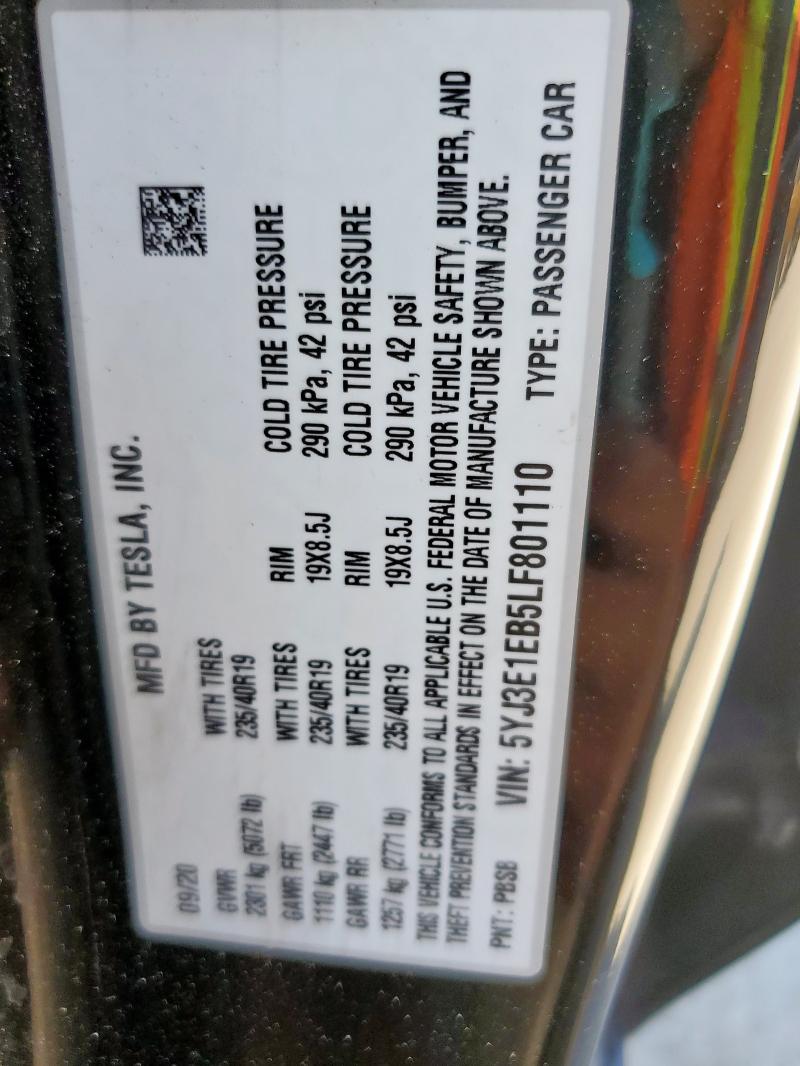 MFD BY TESLA, INC.
09/20
GVWR WITH TIRES
2301 kg (5072 lb) 235/40R19
GAWR FRT WITH TIRES RIM COLD TIRE PRESSURE
1110 kg (2447 lb) 235/40R19 19X8.5J 290 kPa, 42 psi
GAWR RR WITH TIRES RIM COLD TIRE PRESSURE
1257 kg (2771 lb) 235/40R19 19X8.5J 290 kPa, 42 psi
THIS VEHICLE CONFORMS TO ALL APPLICABLE U.S. FEDERAL MOTOR VEHICLE SAFETY, BUMPER, AND
THEFT PREVENTION STANDARDS IN EFFECT ON THE DATE OF MANUFACTURE SHOWN ABOVE.
PNT: PBSB VIN: 5YJ3E1EB5LF801110 TYPE: PASSENGER CAR